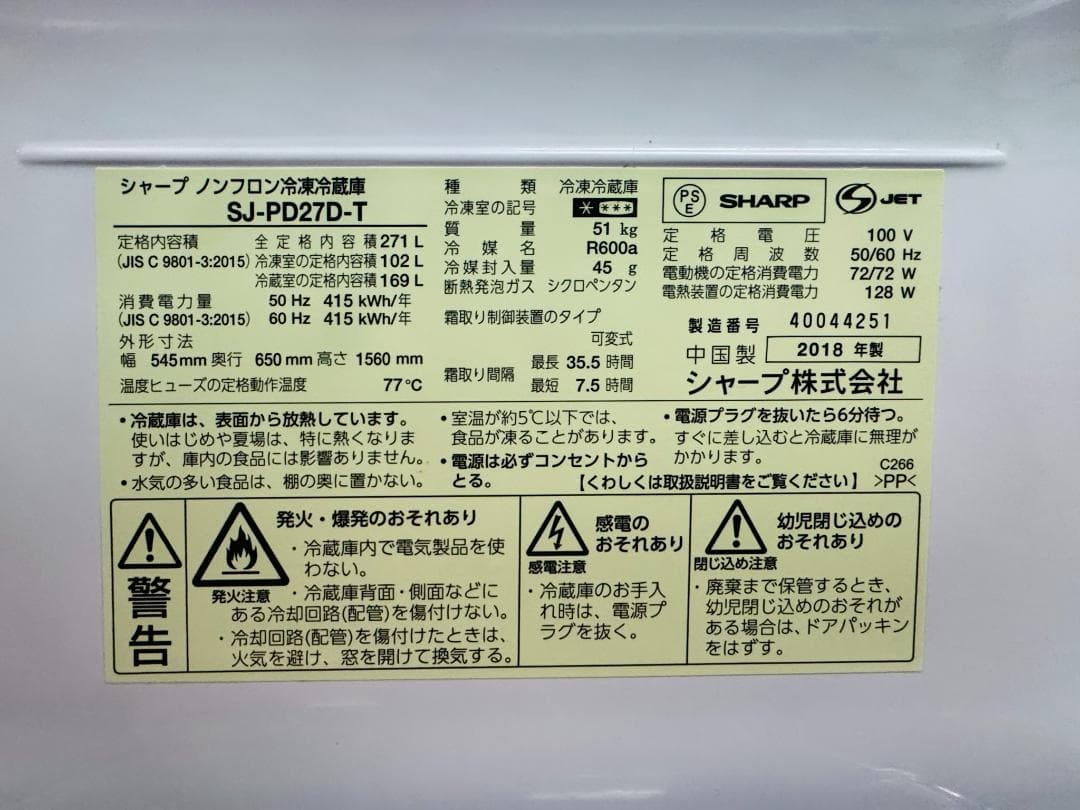 シャープ ノンフロン冷凍冷蔵庫
SJ-PD27D-T
定格内容積 全定格内容積 271 L
(JIS C 9801-3:2015) 冷凍室の定格内容積 102 L
冷蔵室の定格内容積 169 L
消費電力量 50 Hz 415 kWh/年
(JIS C 9801-3:2015) 60 Hz 415 kWh/年
外形寸法
幅 545mm 奥行 650mm 高さ 1560mm
温度ヒューズの定格動作温度 77℃
種類 冷凍冷蔵庫
冷凍室の記号 * ***
質量 51 kg
冷媒名 R600a
冷媒封入量 45 g
断熱発泡ガス シクロペンタン
霜取り制御装置のタイプ
可変式
霜取り間隔 最長 35.5 時間
最短 7.5 時間
PS
E
SHARP
S JET
定格電圧 100 V
定格周波数 50/60 Hz
電動機の定格消費電力 72/72 W
電熱装置の定格消費電力 128 W
製造番号 40044251
中国製 2018 年製
シャープ株式会社
・冷蔵庫は、表面から放熱しています。
使いはじめや夏場は、特に熱くなりま
すが、庫内の食品には影響ありません。
・水気の多い食品は、棚の奥に置かない。
・室温が約5℃以下では、
食品が凍ることがあります。
・電源は必ずコンセントから
とる。
・電源プラグを抜いたら6分待つ。
すぐに差し込むと冷蔵庫に無理が
かかります。
【くわしくは取扱説明書をご覧ください】
C266
>PP<
警告
発火・爆発のおそれあり
発火注意
・冷蔵庫内で電気製品を使
わない。
・冷蔵庫背面・側面などに
ある冷却回路(配管)を傷付けない。
・冷却回路(配管)を傷付けたときは、
火気を避け、窓を開けて換気する。
感電の
おそれあり
感電注意
・冷蔵庫のお手入
れ時は、電源プ
ラグを抜く。
幼児閉じ込めの
おそれあり
閉じ込め注意
・廃棄まで保管するとき、
幼児閉じ込めのおそれが
ある場合は、ドアパッキン
をはずす。